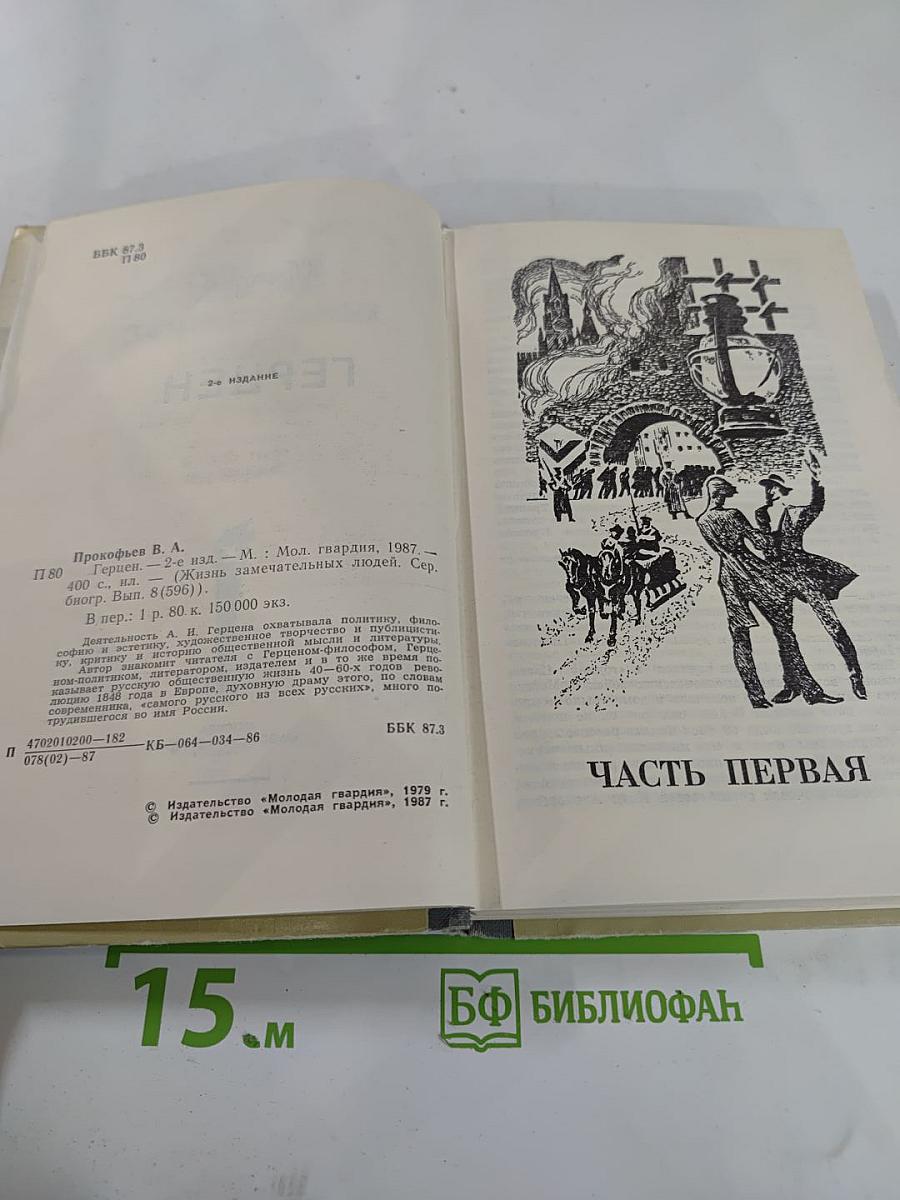 ББК 87.3
П 80
2-е ИЗДАНИЕ
Прокофьев В. А.
П 80 Герцен. — 2-е изд. — М. : Мол. гвардия, 1987. —
400 с., ил. — (Жизнь замечательных людей. Сер.
биогр. Вып. 8(596)).
В пер.: 1 р. 80. к. 150 000 экз.
Деятельность А. И. Герцена охватывала политику, фило-
софию и эстетику, художественное творчество и публицисти-
ку, критику и историю общественной мысли и литературы.
Автор знакомит читателя с Герценом-философом, Герце-
ном-политиком, литератором, издателем и в то же время по-
казывает русскую общественную жизнь 40—60-х годов рево-
люцию 1848 года в Европе, духовную драму этого, по словам
современника, «самого русского из всех русских», много по-
трудившегося во имя России.
П 4702010200—182
078(02)—87 КБ—064—034—86
ББК 87.3
© Издательство «Молодая гвардия», 1979 г.
© Издательство «Молодая гвардия», 1987 г.
ЧАСТЬ ПЕРВАЯ
15 см
БФ БИБЛИОФАН